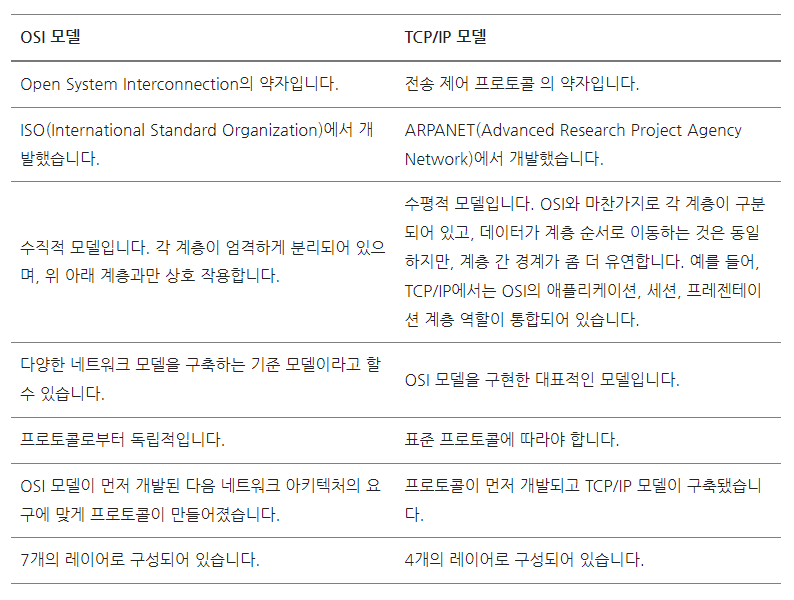 OSI 모델
TCP/IP 모델
Open System Interconnection의 약자입니다.
전송 제어 프로토콜 의 약자입니다.
ISO(International Standard Organization)에서 개
발했습니다.
ARPANET(Advanced Research Project Agency
Network)에서 개발했습니다.
수직적 모델입니다. 각 계층이 엄격하게 분리되어 있으
며, 위 아래 계층과만 상호 작용합니다.
수평적 모델입니다. OSI와 마찬가지로 각 계층이 구분
되어 있고, 데이터가 계층 순서로 이동하는 것은 동일
하지만, 계층 간 경계가 좀 더 유연합니다. 예를 들어,
TCP/IP에서는 OSI의 애플리케이션, 세션, 프레젠테이
션 계층 역할이 통합되어 있습니다.
다양한 네트워크 모델을 구축하는 기준 모델이라고 할
수 있습니다.
OSI 모델을 구현한 대표적인 모델입니다.
프로토콜로부터 독립적입니다.
표준 프로토콜에 따라야 합니다.
OSI 모델이 먼저 개발된 다음 네트워크 아키텍처의 요
구에 맞게 프로토콜이 만들어졌습니다.
프로토콜이 먼저 개발되고 TCP/IP 모델이 구축됐습니
다.
7개의 레이어로 구성되어 있습니다.
4개의 레이어로 구성되어 있습니다.